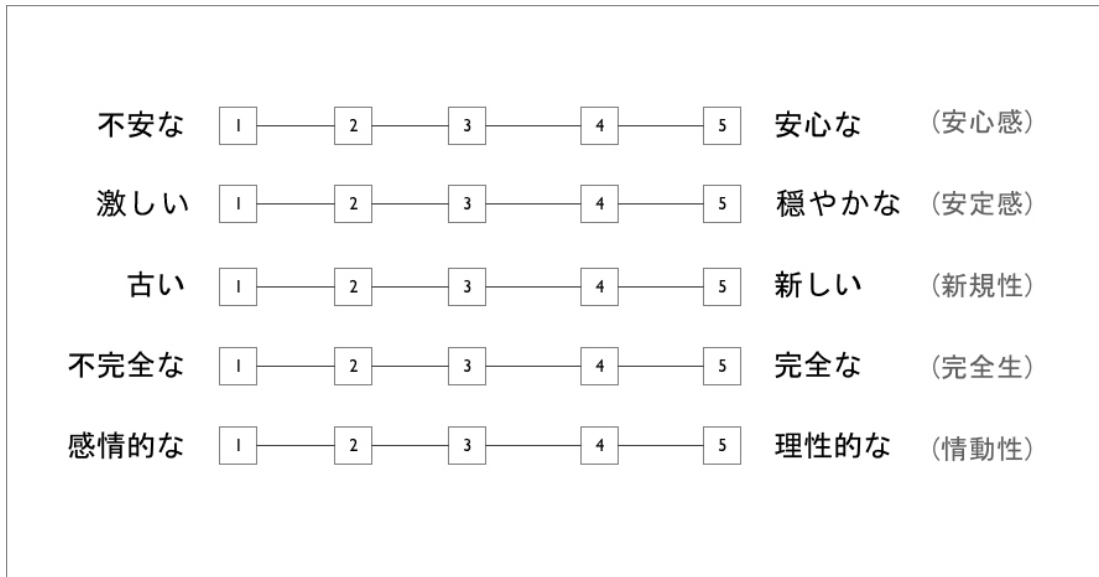 不安な 1 2 3 4 5 安心な (安心感)
激しい 1 2 3 4 5 穏やかな (安定感)
古い 1 2 3 4 5 新しい (新規性)
不完全な 1 2 3 4 5 完全な (完全生)
感情的な 1 2 3 4 5 理性的な (情動性)